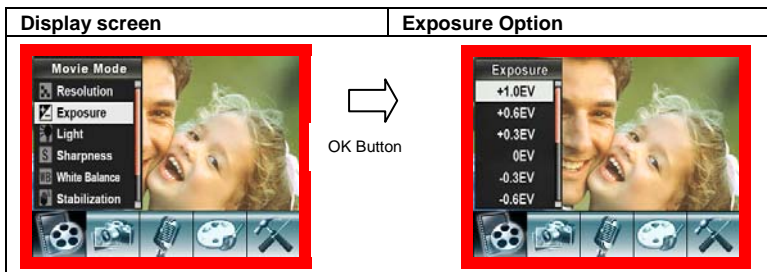 Display screen
Exposure Option
Movie Mode
Resolution
Exposure
Light
S Sharpness
WB White Balance
Stabilization
OK Button
Exposure
+1.0EV
+0.6EV
+0.3EV
0EV
-0.3EV
-0.6EV